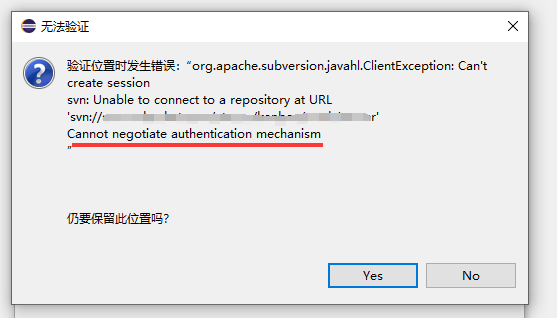 无法验证
验证位置时发生错误：“org.apache.subversion.javahl.ClientException: Can't
create session
svn: Unable to connect to a repository at URL
'svn://
Cannot negotiate authentication mechanism
”
仍要保留此位置吗？
Yes
No